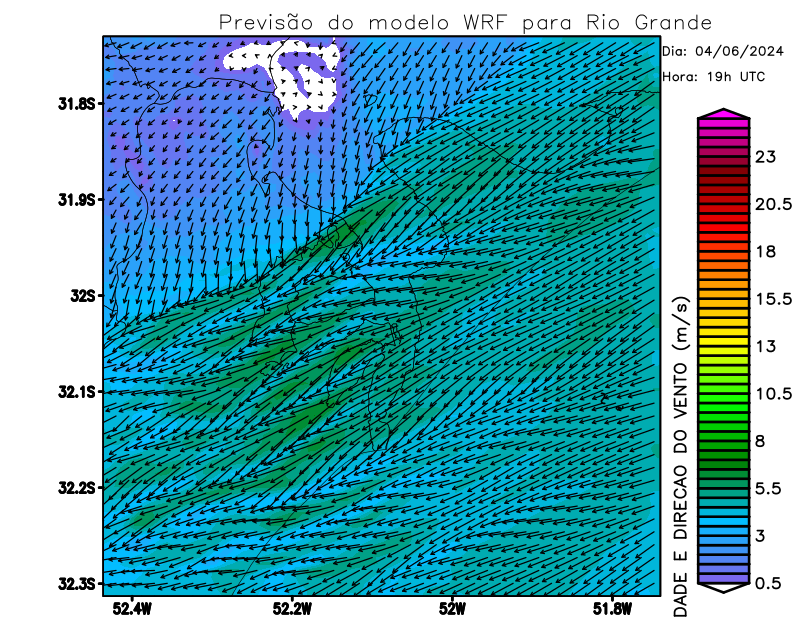 Previsão do modelo WRF para Rio Grande
Dia: 04/06/2024
Hora: 19h UTC
31.8S
31.9S
32S
32.1S
32.2S
32.3S
52.4W
52.2W
52W
51.8W
23
20.5
18
15.5
13
10.5
8
5.5
3
0.5
DADE E DIRECAO DO VENTO (m/s)